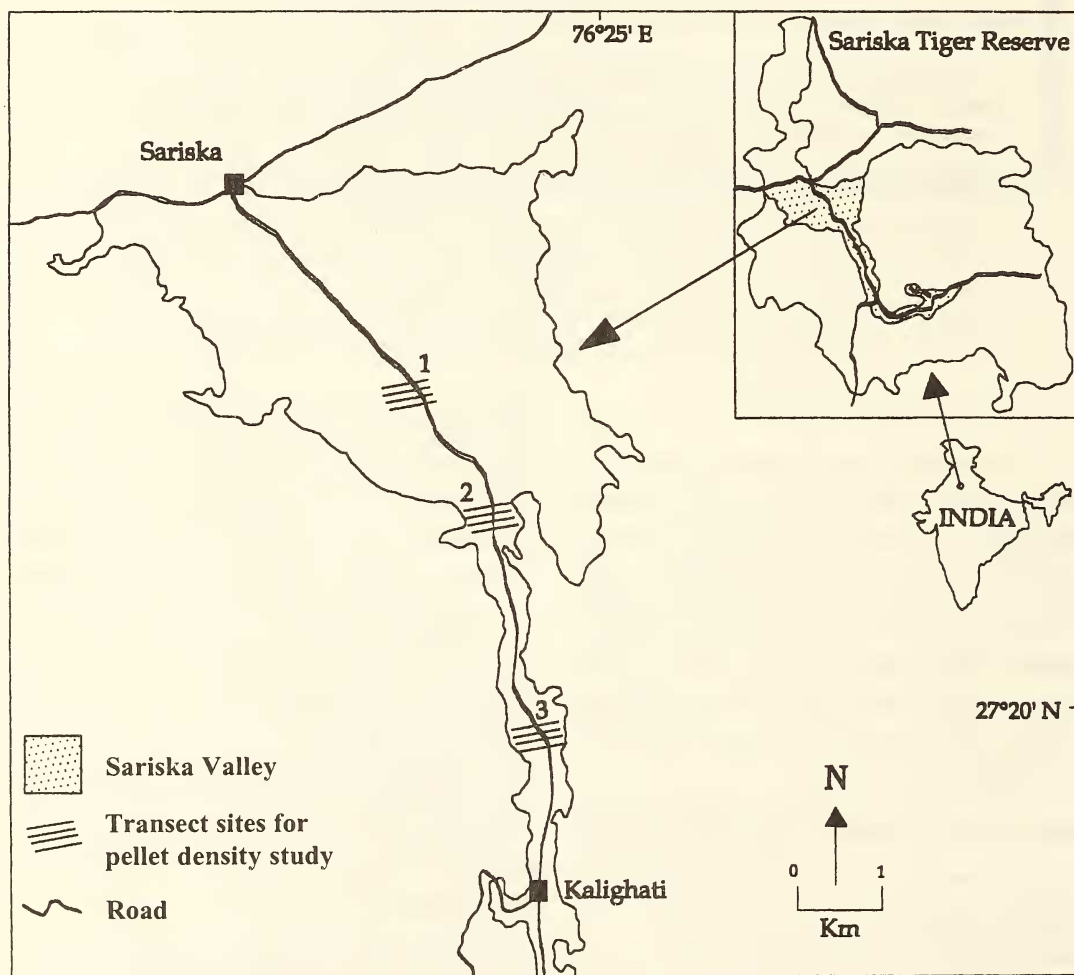 76°25' E
Sariska Tiger Reserve
Sariska
1
2
INDIA
3
27°20' N
Sariska Valley
Transect sites for
pellet density study
Road
N
0 1
Km
Kalighati